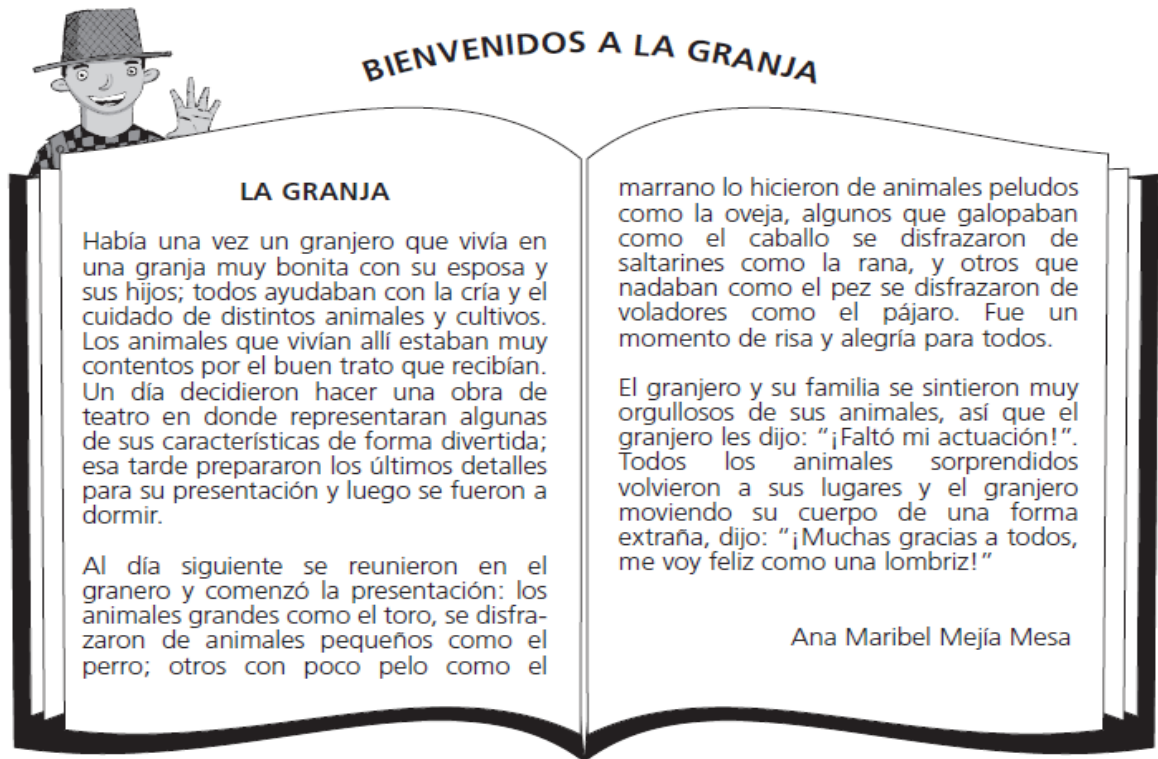 BIENVENIDOS A LA GRANJA
LA GRANJA
Había una vez un granjero que vivía en
una granja muy bonita con su esposa y
sus hijos; todos ayudaban con la cría y el
cuidado de distintos animales y cultivos.
Los animales que vivían allí estaban muy
contentos por el buen trato que recibían.
Un día decidieron hacer una obra de
teatro en donde representaran algunas
de sus características de forma divertida;
esa tarde prepararon los últimos detalles
para su presentación y luego se fueron a
dormir.
Al día siguiente se reunieron en el
granero y comenzó la presentación: los
animales grandes como el toro, se disfra-
zaron de animales pequeños como el
perro; otros con poco pelo como el
marrano lo hicieron de animales peludos
como la oveja, algunos que galopaban
como el caballo se disfrazaron de
saltarines como la rana, y otros que
nadaban como el pez se disfrazaron de
voladores como el pájaro. Fue un
momento de risa y alegría para todos.
El granjero y su familia se sintieron muy
orgullosos de sus animales, así que el
granjero les dijo: “¡Faltó mi actuación!”.
Todos los animales sorprendidos
volvieron a sus lugares y el granjero
moviendo su cuerpo de una forma
extraña, dijo: “¡Muchas gracias a todos,
me voy feliz como una lombriz!”
Ana Maribel Mejía Mesa